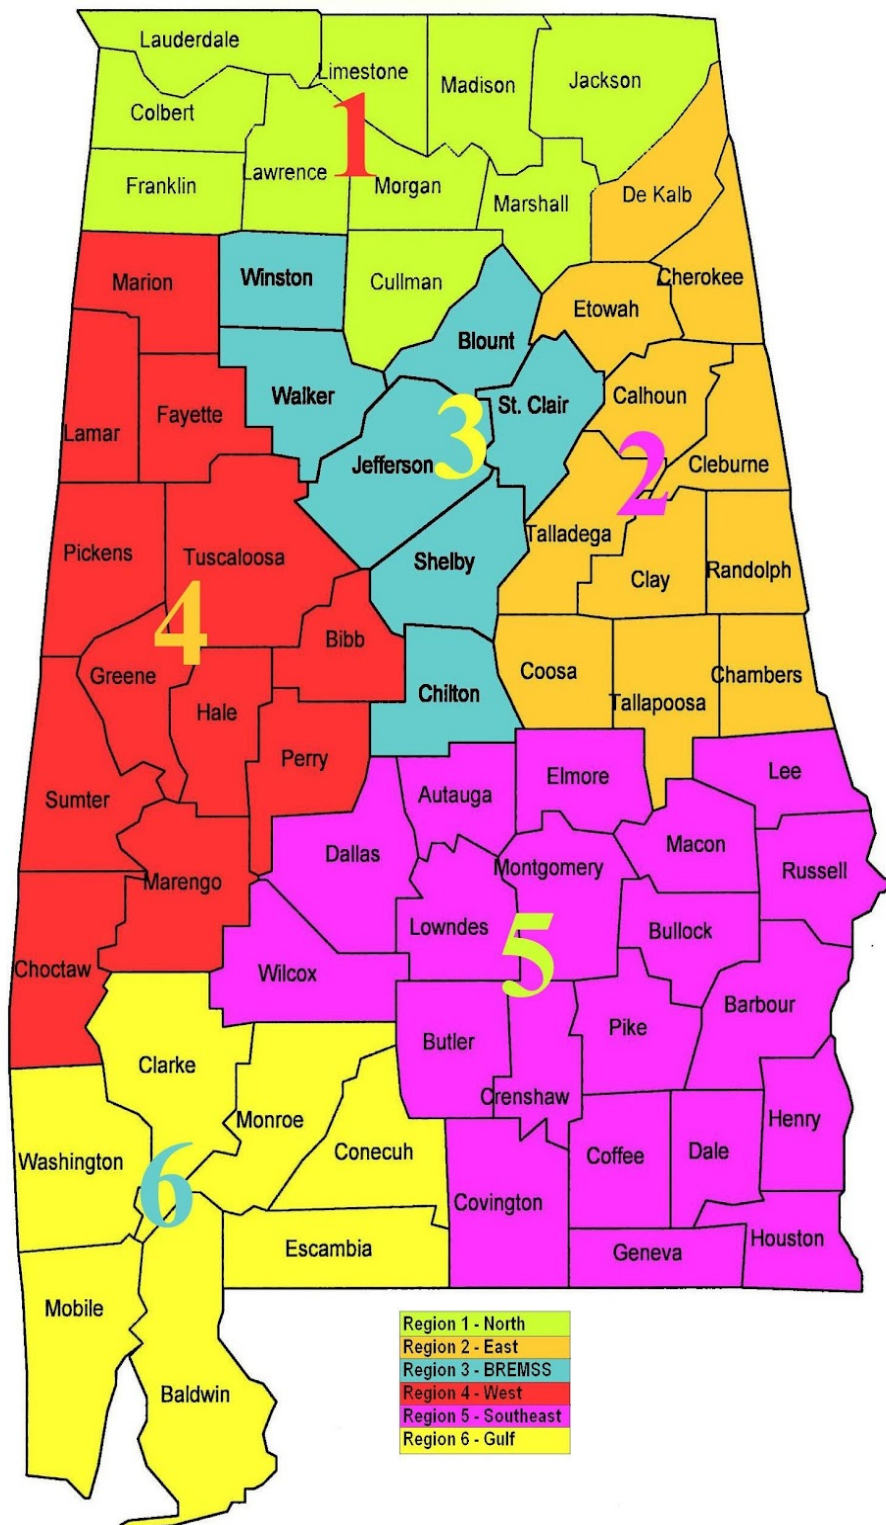 Lauderdale
Limestone
Madison
Jackson
Colbert
1
Lawrence
Franklin
Morgan
Marshall
De Kalb
Marion
Winston
Cullman
Cherokee
Etowah
Blount
Walker
St. Clair
Calhoun
Fayette
Lamar
3
Jefferson
2
Cleburne
Pickens
Tuscaloosa
Talladega
Shelby
Clay
Randolph
4
Bibb
Greene
Coosa
Chambers
Hale
Chilton
Tallapoosa
Perry
Elmore
Lee
Sumter
Autauga
Dallas
Macon
Montgomery
Russell
Marengo
Lowndes
Bullock
5
Choctaw
Wilcox
Barbour
Pike
Butler
Clarke
Crenshaw
Monroe
Henry
Conecuh
Washington
Coffee
Dale
6
Covington
Escambia
Geneva
Houston
Mobile
Baldwin
Region 1 - North
Region 2 - East
Region 3 - BREMSS
Region 4 - West
Region 5 - Southeast
Region 6 - Gulf